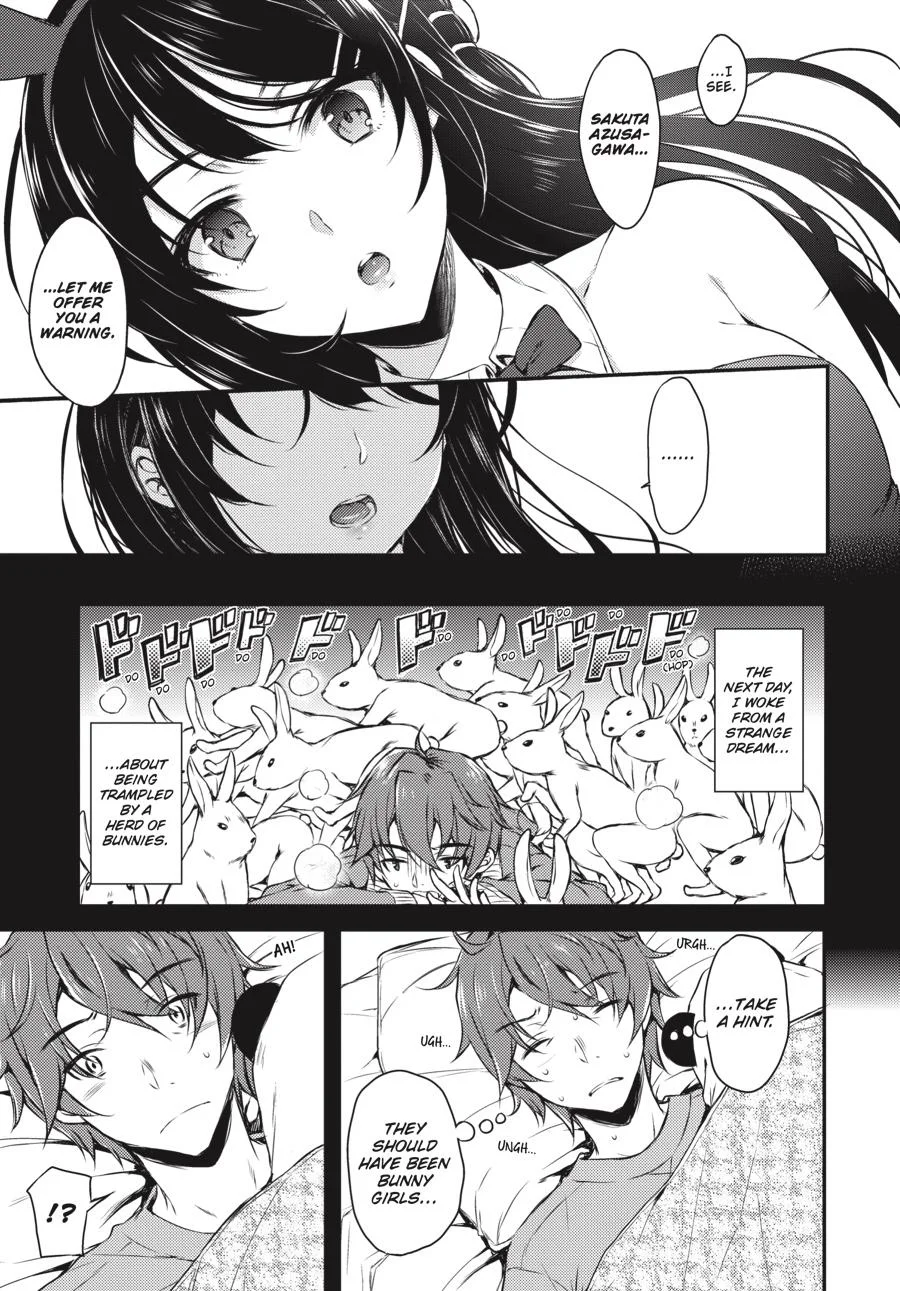 ...I
SEE.
SAKUTA
AZUSA-
GAWA...
...LET ME
OFFER
YOU A
WARNING.
......
ド
DO
ド
DO
ド
DO
ド
DO
ド
DO
ド
DO
ド
DO
ド
DO
ド
DO
(HOP)
THE
NEXT DAY,
I WOKE
FROM A
STRANGE
DREAM...
...ABOUT
BEING
TRAMPLED
BY A
HERD OF
BUNNIES.
URGH...
...TAKE
A HINT.
UGH...
UNGH...
THEY
SHOULD
HAVE BEEN
BUNNY
GIRLS...
AH!
!?